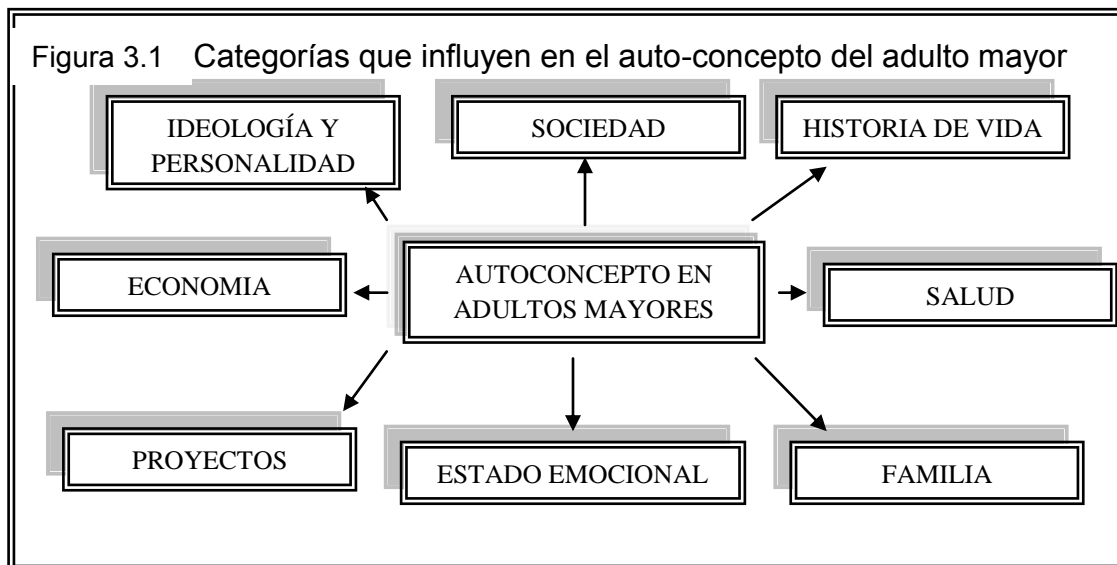 Figura 3.1 Categorías que influyen en el auto-concepto del adulto mayor
IDEOLOGÍA Y
PERSONALIDAD
SOCIEDAD
HISTORIA DE VIDA
ECONOMIA
AUTOCONCEPTO EN
ADULTOS MAYORES
SALUD
PROYECTOS
ESTADO EMOCIONAL
FAMILIA